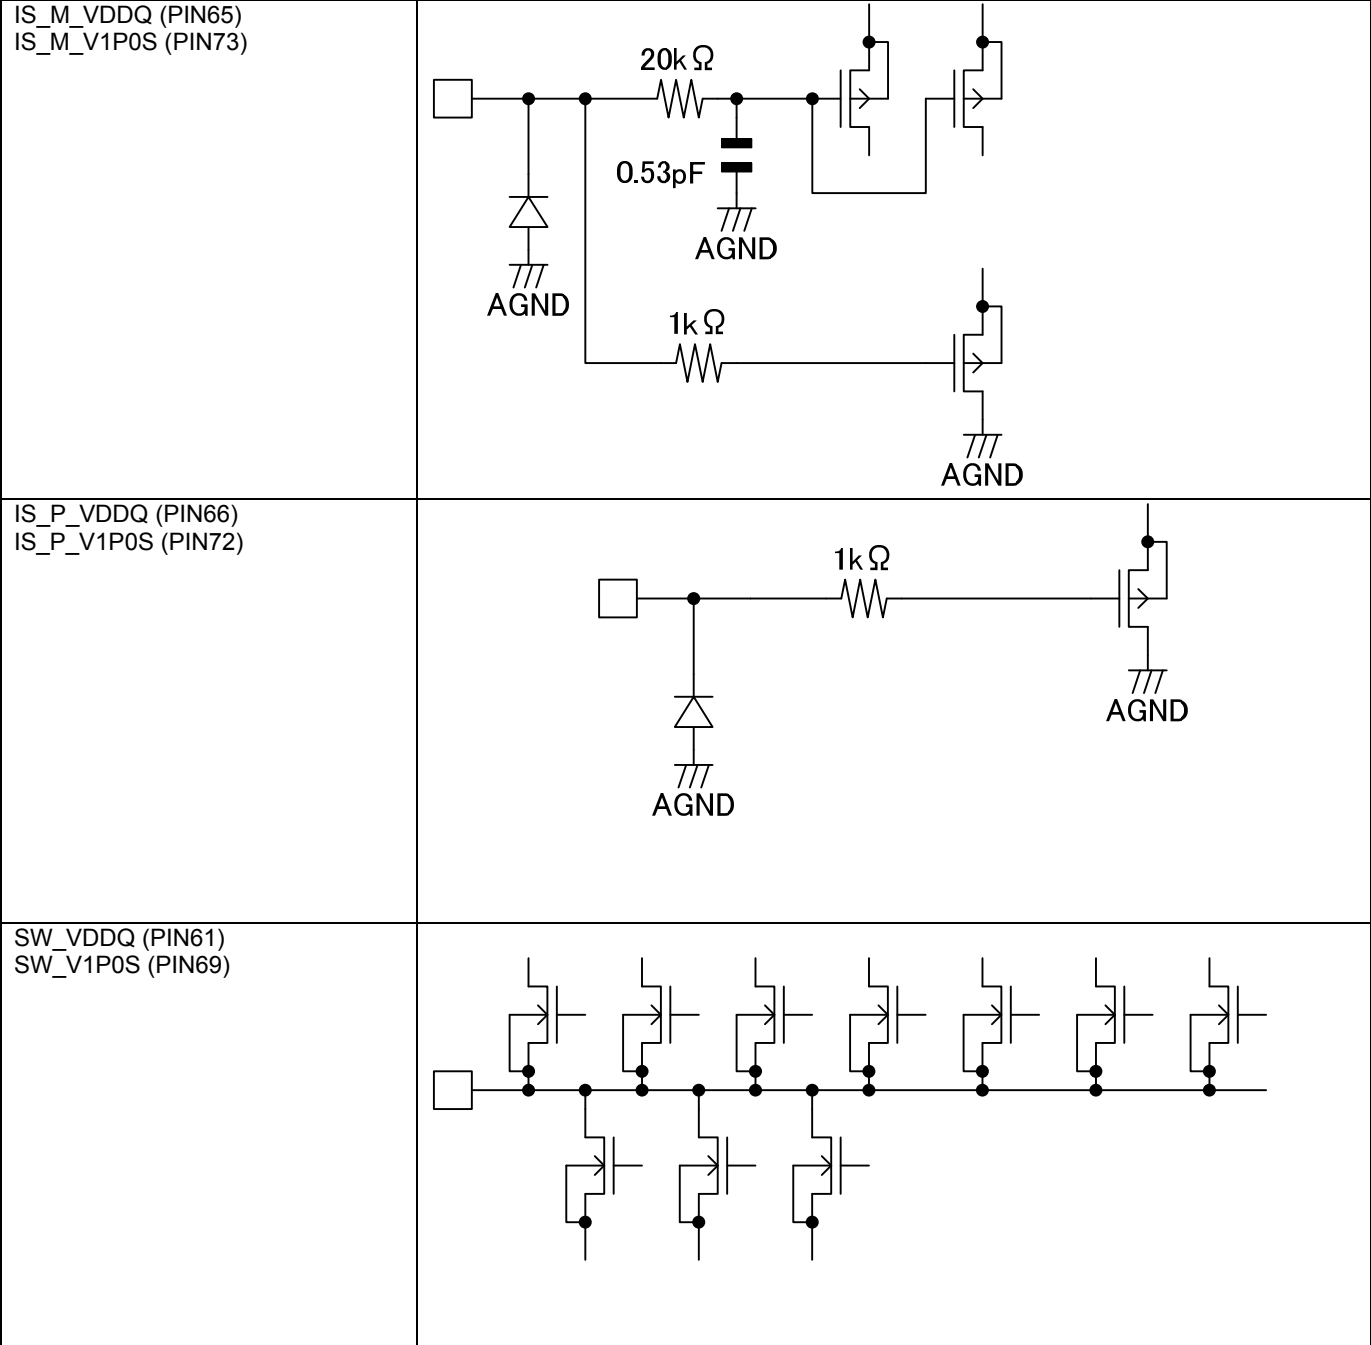 IS_M_VDDQ (PIN65)
IS_M_V1P0S (PIN73)
20kΩ
0.53pF
AGND
AGND
1kΩ
AGND
IS_P_VDDQ (PIN66)
IS_P_V1P0S (PIN72)
1kΩ
AGND
AGND
SW_VDDQ (PIN61)
SW_V1P0S (PIN69)